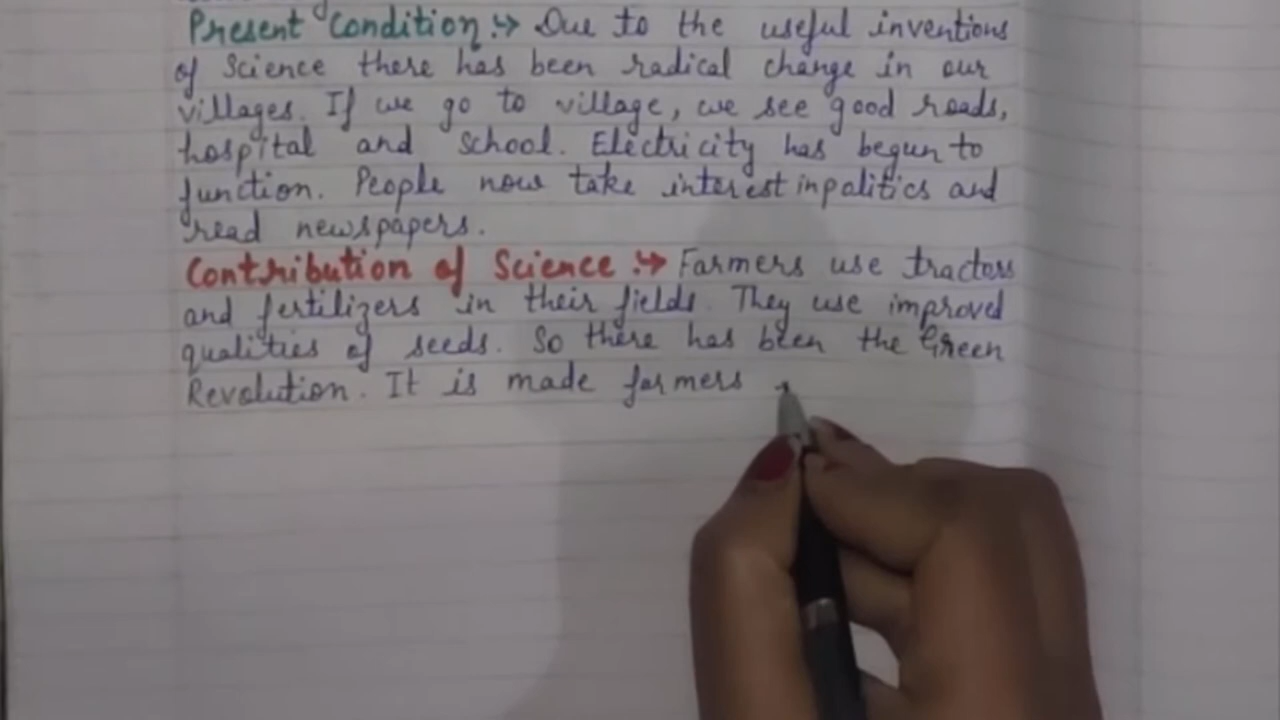 Present Condition :→ Due to the useful inventions
of Science there has been radical change in our
villages. If we go to village, we see good roads,
hospital and School. Electricity has begun to
function. People now take interest in politics and
read newspapers.
Contribution of Science :→ Farmers use tractors
and fertilizers in their fields. They use improved
qualities of seeds. So there has been the Green
Revolution. It is made farmers